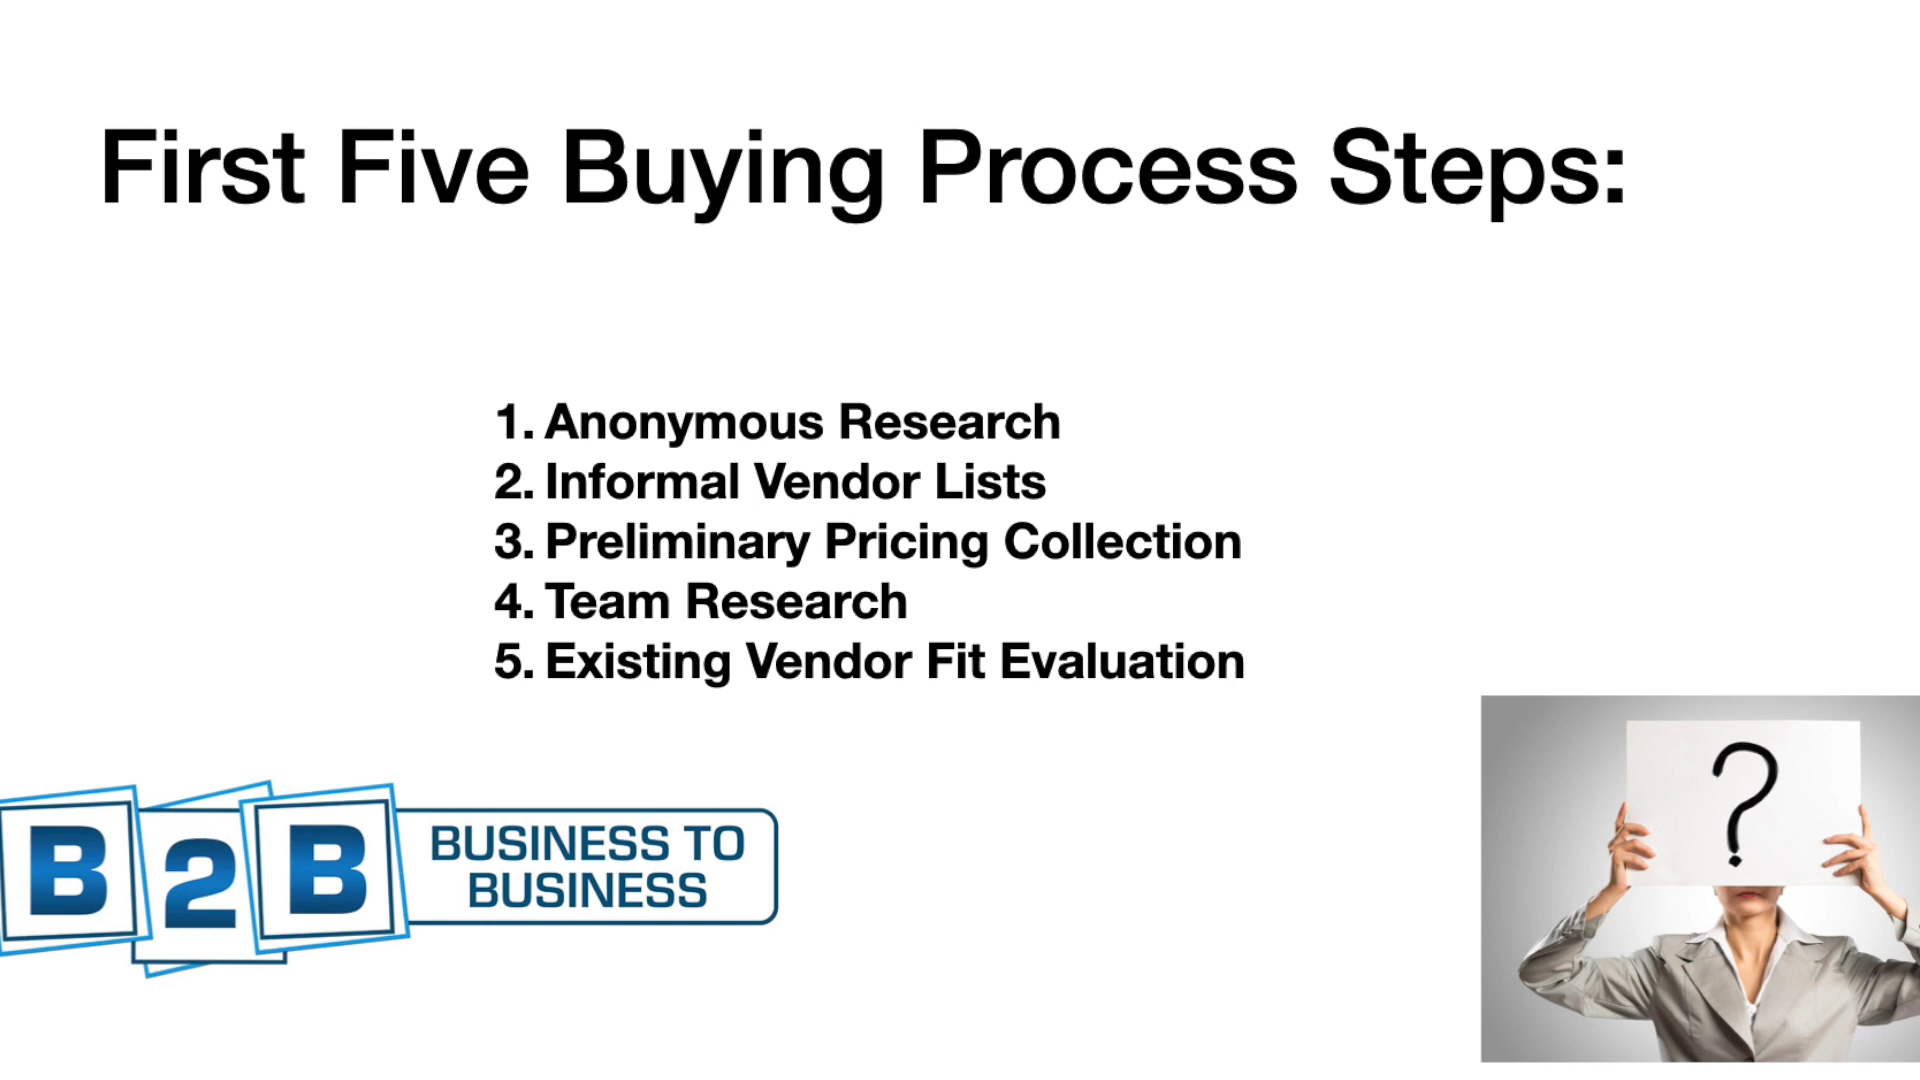 First Five Buying Process Steps:
1. Anonymous Research
2. Informal Vendor Lists
3. Preliminary Pricing Collection
4. Team Research
5. Existing Vendor Fit Evaluation
B2B
BUSINESS TO
BUSINESS
?